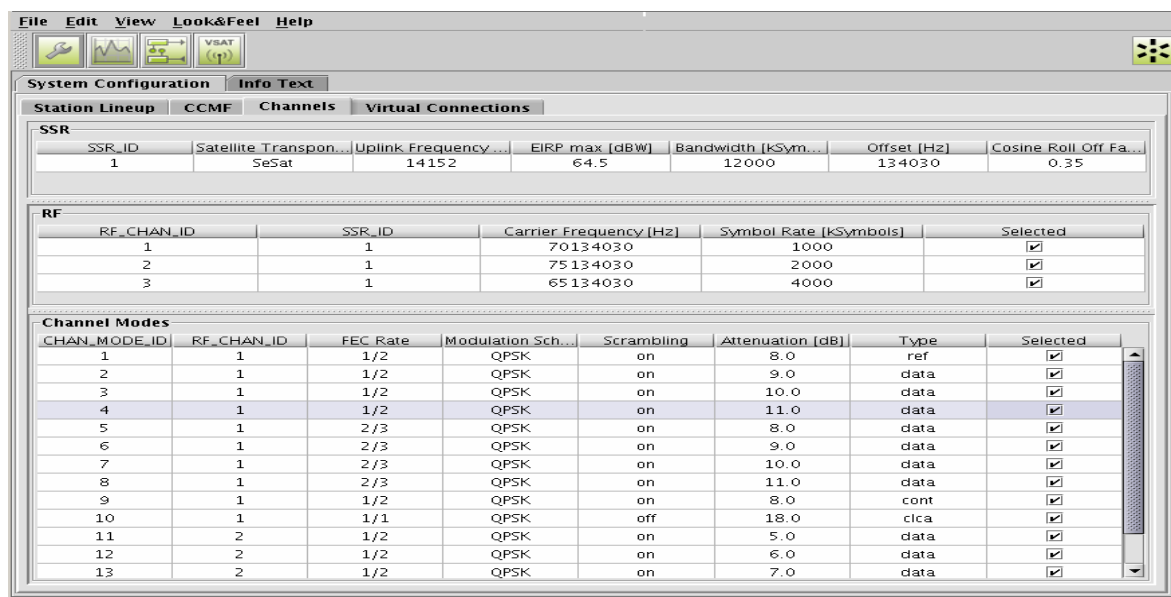 File Edit View Look&Feel Help
VSAT
System Configuration Info Text
Station Lineup CCMF Channels Virtual Connections
SSR
SSR_ID Satellite Transpon... Uplink Frequency ... EIRP max [dBW] Bandwidth [kSym... Offset [Hz] Cosine Roll Off Fa...
1 SeSat 14152 64.5 12000 134030 0.35
RF
RF_CHAN_ID SSR_ID Carrier Frequency [Hz] Symbol Rate [kSymbols] Selected
1 1 70134030 1000
2 1 75134030 2000
3 1 65134030 4000
Channel Modes
CHAN_MODE_ID RF_CHAN_ID FEC Rate Modulation Sch... Scrambling Attenuation [dB] Type Selected
1 1 1/2 QPSK on 8.0 ref
2 1 1/2 QPSK on 9.0 data
3 1 1/2 QPSK on 10.0 data
4 1 1/2 QPSK on 11.0 data
5 1 2/3 QPSK on 8.0 data
6 1 2/3 QPSK on 9.0 data
7 1 2/3 QPSK on 10.0 data
8 1 2/3 QPSK on 11.0 data
9 1 1/2 QPSK on 8.0 cont
10 1 1/1 QPSK off 18.0 clca
11 2 1/2 QPSK on 5.0 data
12 2 1/2 QPSK on 6.0 data
13 2 1/2 QPSK on 7.0 data